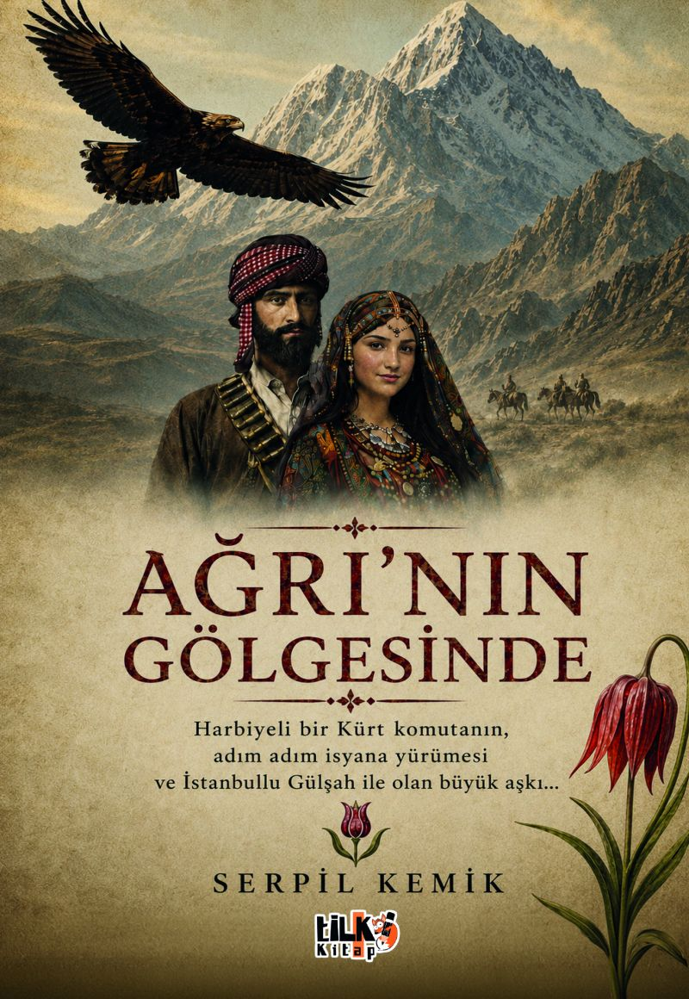 AĞRI'NIN
GÖLGESİNDE
Harbiyeli bir Kürt komutanın,
adım adım isyana yürümesi
ve İstanbullu Gülşah ile olan büyük aşkı...
SERPİL KEMİK
tiLKi
Kitap